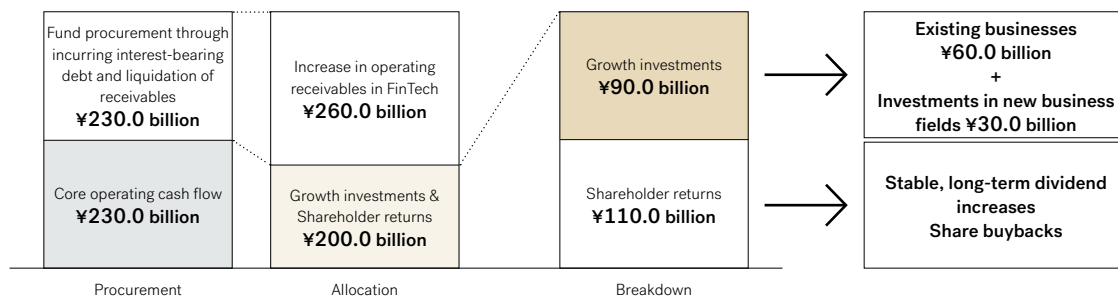 Fund procurement through
incurring interest-bearing
debt and liquidation of
receivables
¥230.0 billion
Core operating cash flow
¥230.0 billion
Procurement
Increase in operating
receivables in FinTech
¥260.0 billion
Growth investments &
Shareholder returns
¥200.0 billion
Allocation
Growth investments
¥90.0 billion
Shareholder returns
¥110.0 billion
Breakdown
Existing businesses
¥60.0 billion
+
Investments in new business
fields ¥30.0 billion
Stable, long-term dividend
increases
Share buybacks